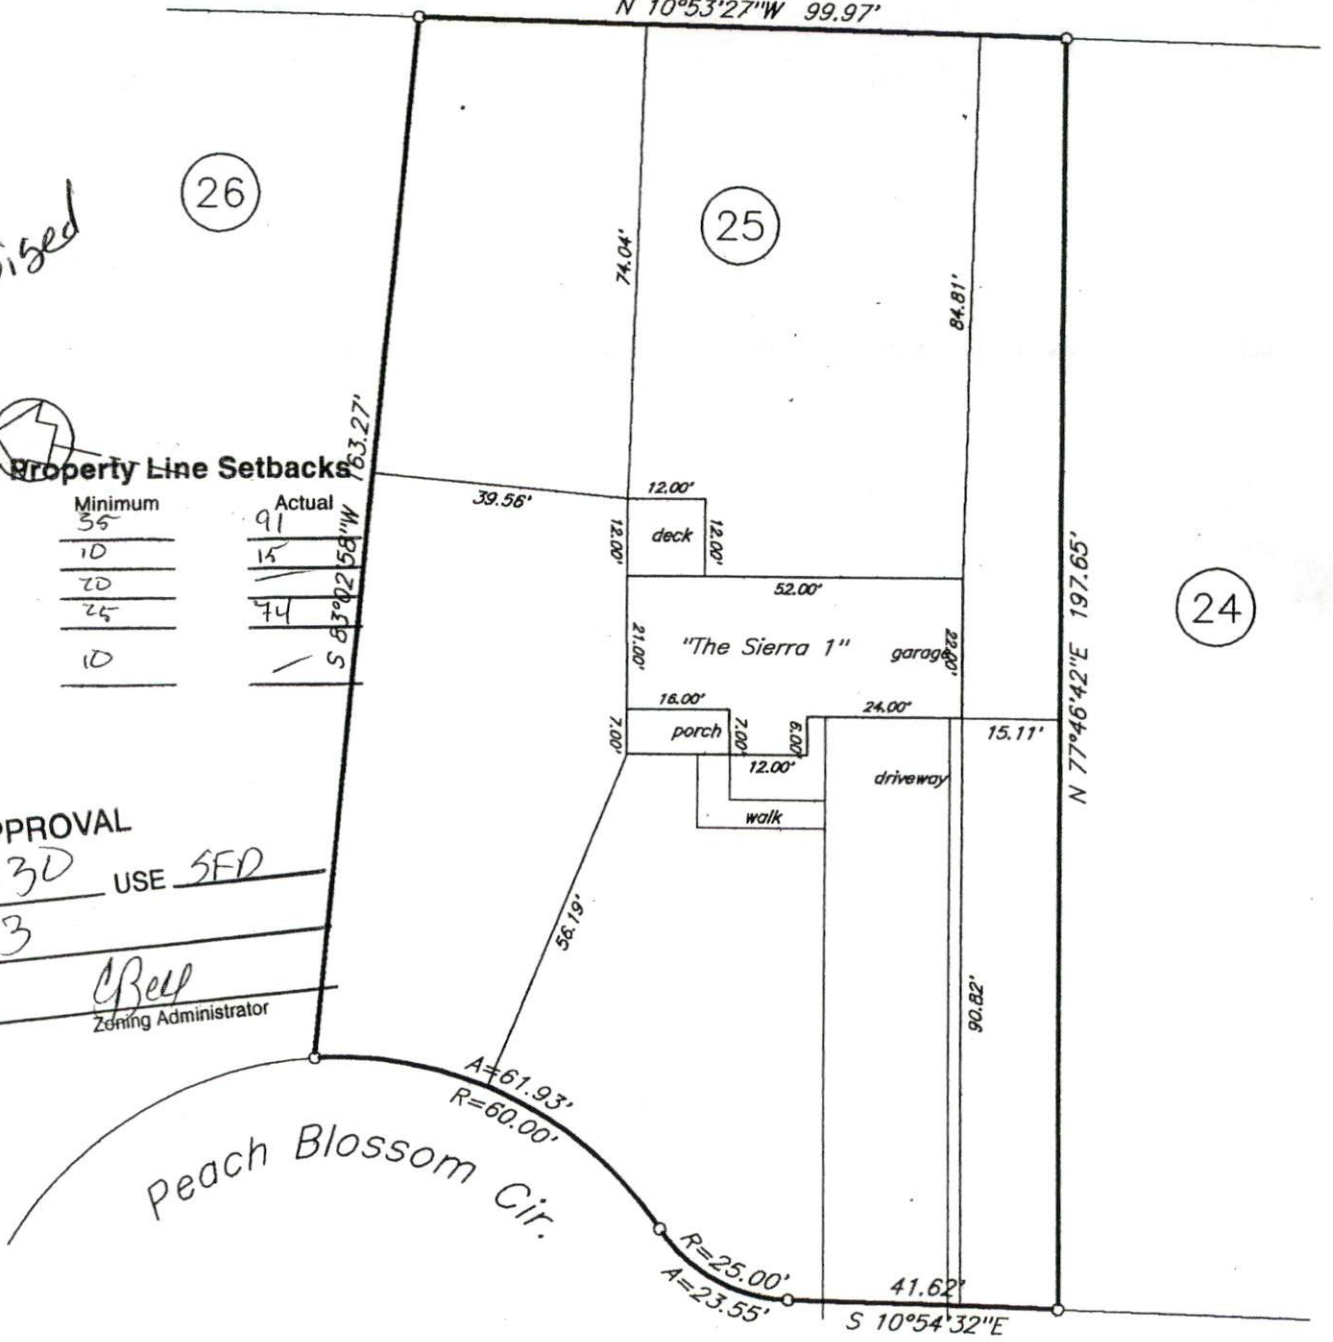 N 10°53'27"W 99.97'
26
25
74.04'
84.81'
S 83°02'58"W 163.27'
Property Line Setbacks
Minimum Actual
35 91
10 15
20 —
25 74
10 —
39.56'
12.00'
12.00'
deck
12.00'
52.00'
N 77°46'42"E 197.65'
24
21.00'
"The Sierra 1"
garage
22.00'
16.00'
24.00'
7.00'
porch
7.00'
6.00'
15.11'
12.00'
driveway
walk
PPROVAL
30 USE SFD
3
CBell
Zoning Administrator
56.19'
90.82'
A=61.93'
R=60.00'
Peach Blossom Cir.
R=25.00'
A=23.55'
41.62'
S 10°54'32"E